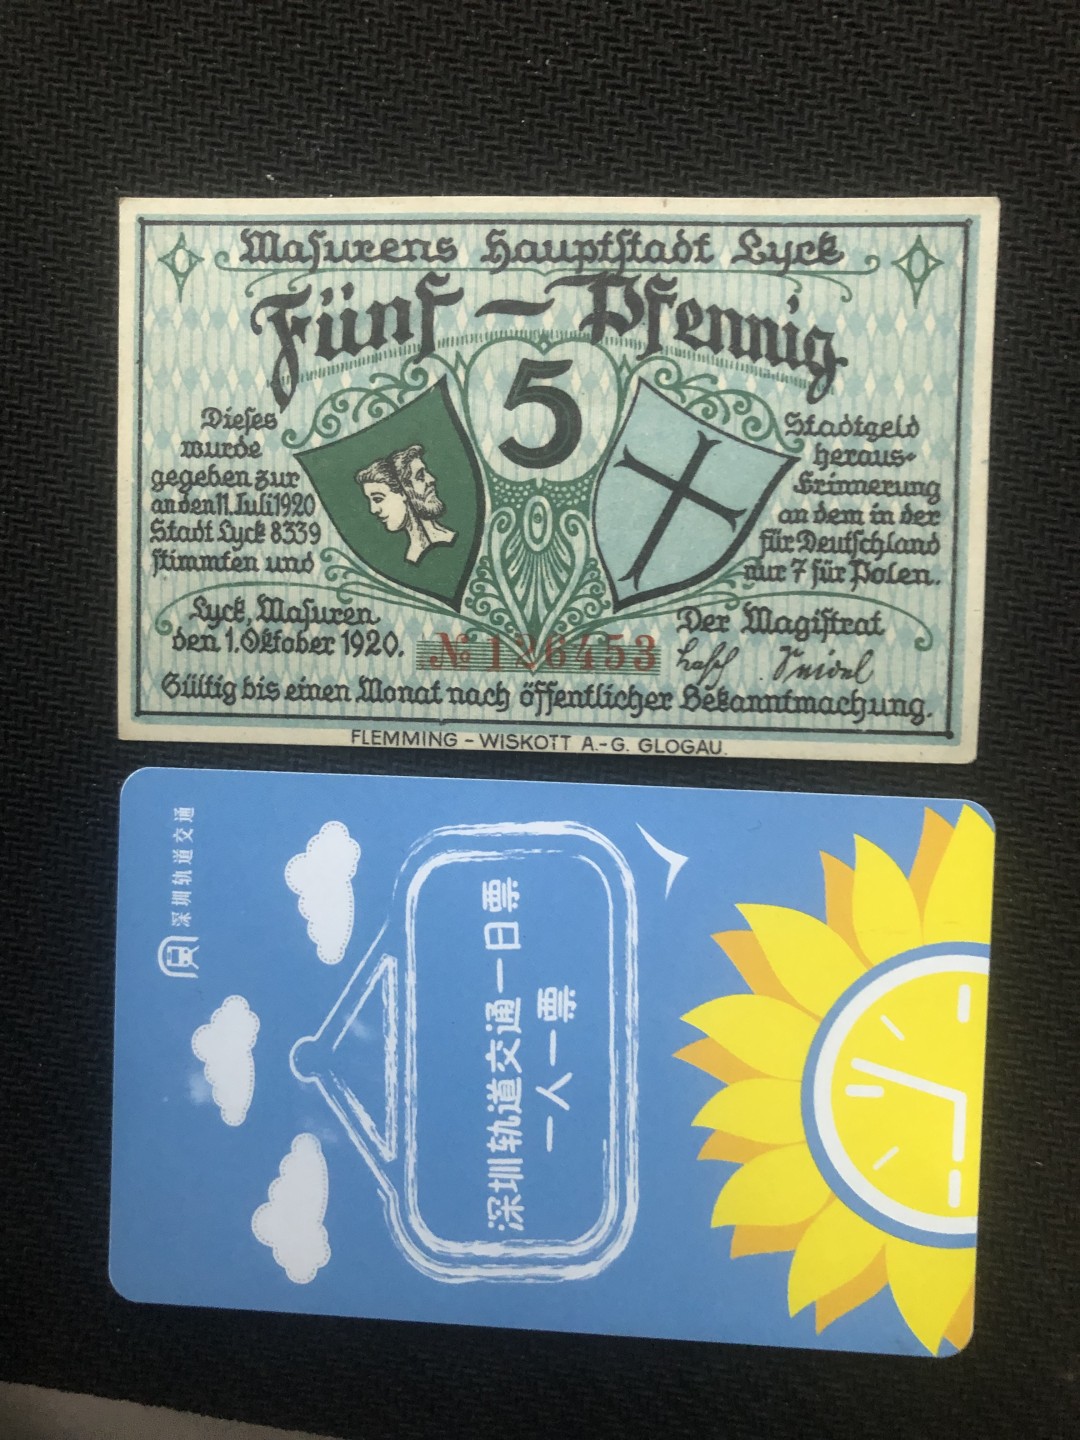 Masurens Hauptstadt Lyck
Fünf – Pfennig
5
Dieses Stadtgeld
wurde heraus-
gegeben zur Erinnerung
an den 11. Juli 1920 an dem in der
Stadt Lyck 8339 für Deutschland
stimmten und nur 7 für Polen.
Lyck, Masuren Der Magistrat
den 1. Oktober 1920.
№ 126453
Gültig bis einen Monat nach öffentlicher Bekanntmachung.
FLEMMING - WISKOTT A.-G. GLOGAU.
深圳轨道交通
深圳轨道交通一日票
一人一票